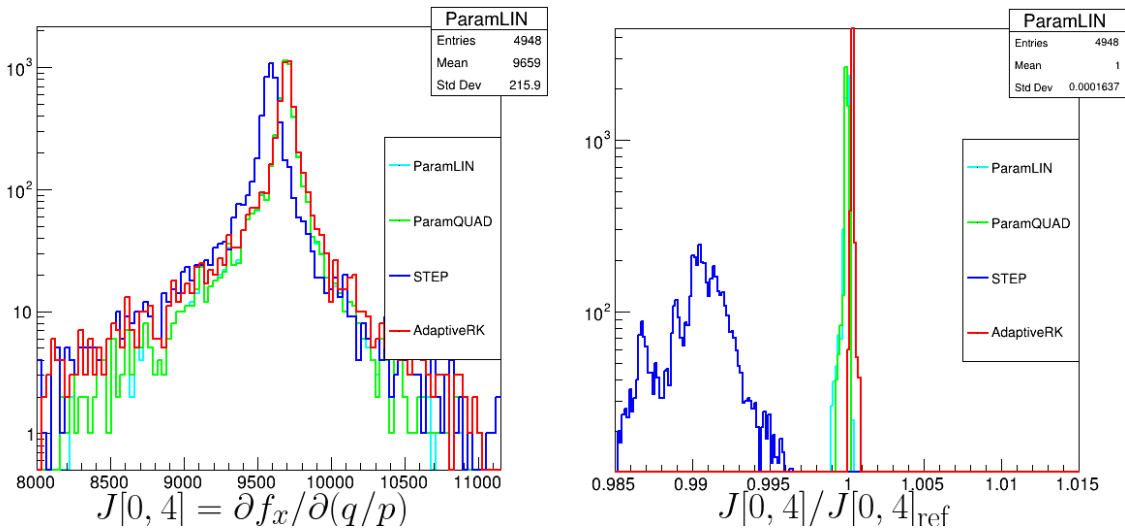 ParamLIN
Entries 4948
Mean 9659
Std Dev 215.9
10³
10²
10
1
ParamLIN
ParamQUAD
STEP
AdaptiveRK
8000 8500 9000 9500 10000 10500 11000
J[0, 4] = ∂f_x/∂(q/p)
ParamLIN
Entries 4948
Mean 1
Std Dev 0.0001637
10³
10²
ParamLIN
ParamQUAD
STEP
AdaptiveRK
0.985 0.99 0.995 1 1.005 1.01 1.015
J[0, 4]/J[0, 4]_ref